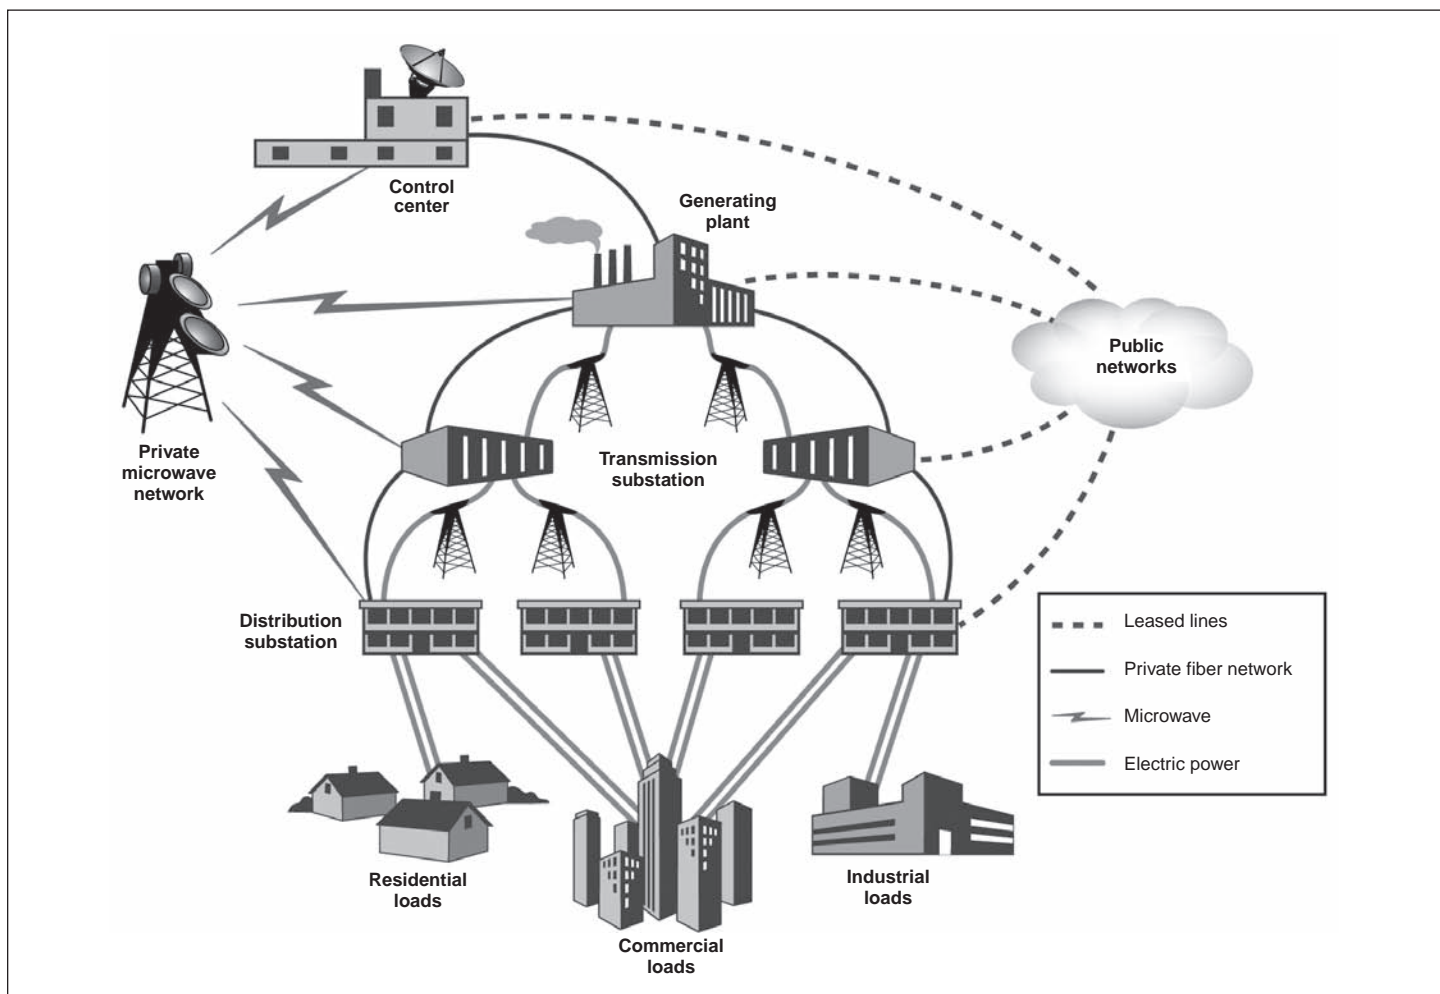 Control
center
Generating
plant
Public
networks
Private
microwave
network
Transmission
substation
Distribution
substation
Leased lines
Private fiber network
Microwave
Electric power
Residential
loads
Industrial
loads
Commercial
loads